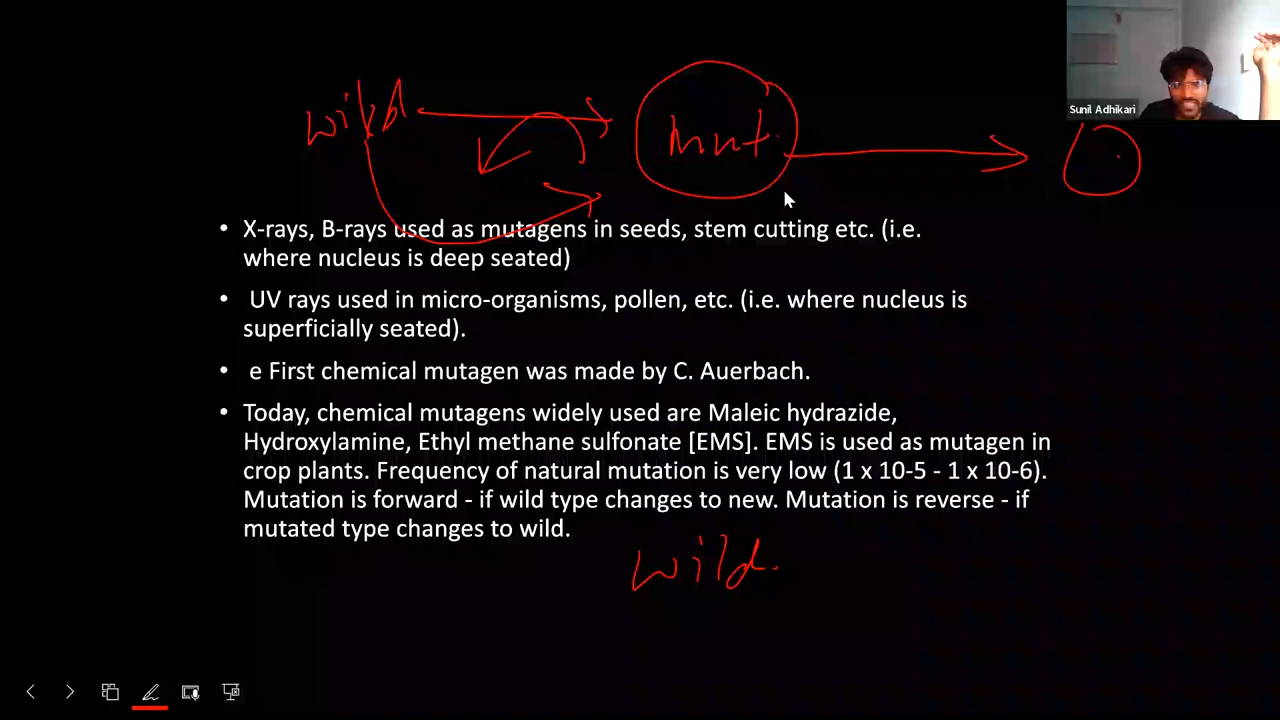 Sunil Adhikari
wild
mut.
• X-rays, B-rays used as mutagens in seeds, stem cutting etc. (i.e.
where nucleus is deep seated)
• UV rays used in micro-organisms, pollen, etc. (i.e. where nucleus is
superficially seated).
• e First chemical mutagen was made by C. Auerbach.
• Today, chemical mutagens widely used are Maleic hydrazide,
Hydroxylamine, Ethyl methane sulfonate [EMS]. EMS is used as mutagen in
crop plants. Frequency of natural mutation is very low (1 x 10-5 - 1 x 10-6).
Mutation is forward - if wild type changes to new. Mutation is reverse - if
mutated type changes to wild.
wild.